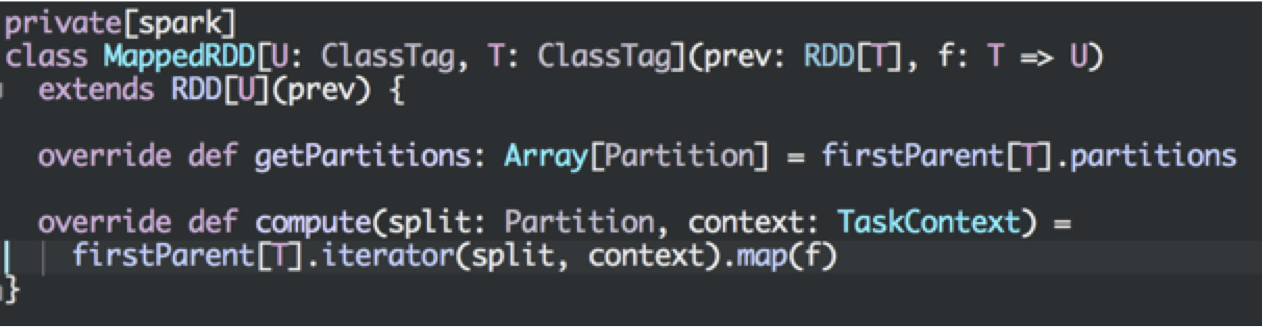 private[spark]
class MappedRDD[U: ClassTag, T: ClassTag](prev: RDD[T], f: T => U)
  extends RDD[U](prev) {
  override def getPartitions: Array[Partition] = firstParent[T].partitions
  override def compute(split: Partition, context: TaskContext) =
    firstParent[T].iterator(split, context).map(f)
}